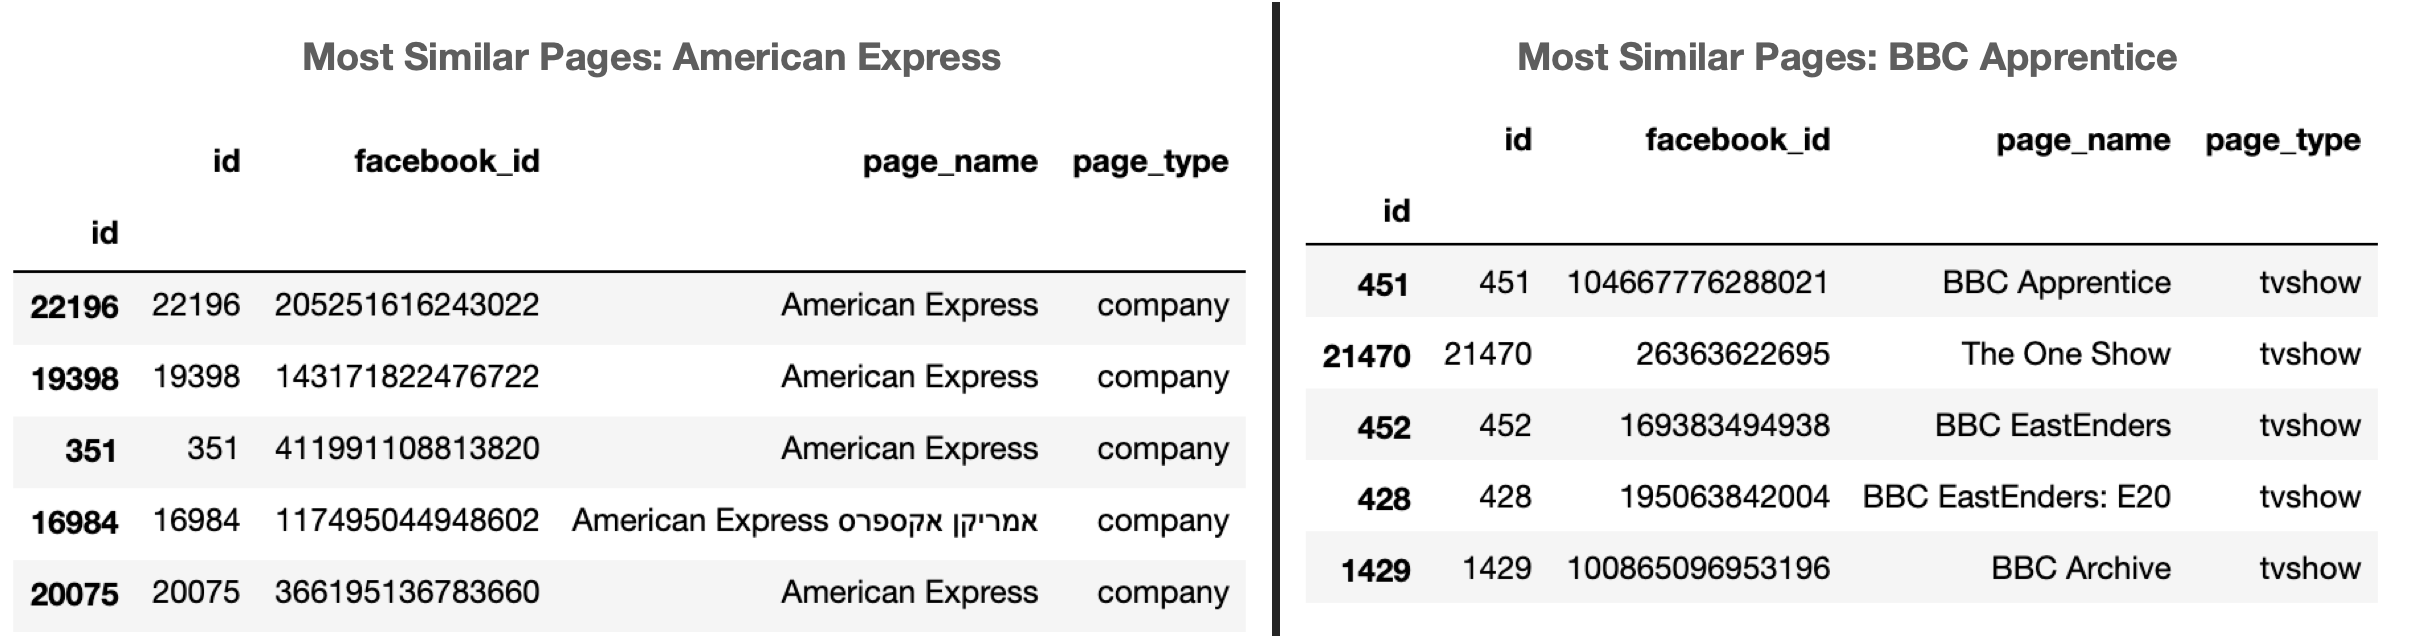 Most Similar Pages: American Express
id facebook_id page_name page_type
id
22196 22196 205251616243022 American Express company
19398 19398 143171822476722 American Express company
351 351 411991108813820 American Express company
16984 16984 117495044948602 American Express אמריקן אקספרס company
20075 20075 366195136783660 American Express company
Most Similar Pages: BBC Apprentice
id facebook_id page_name page_type
id
451 451 104667776288021 BBC Apprentice tvshow
21470 21470 26363622695 The One Show tvshow
452 452 169383494938 BBC EastEnders tvshow
428 428 195063842004 BBC EastEnders: E20 tvshow
1429 1429 100865096953196 BBC Archive tvshow